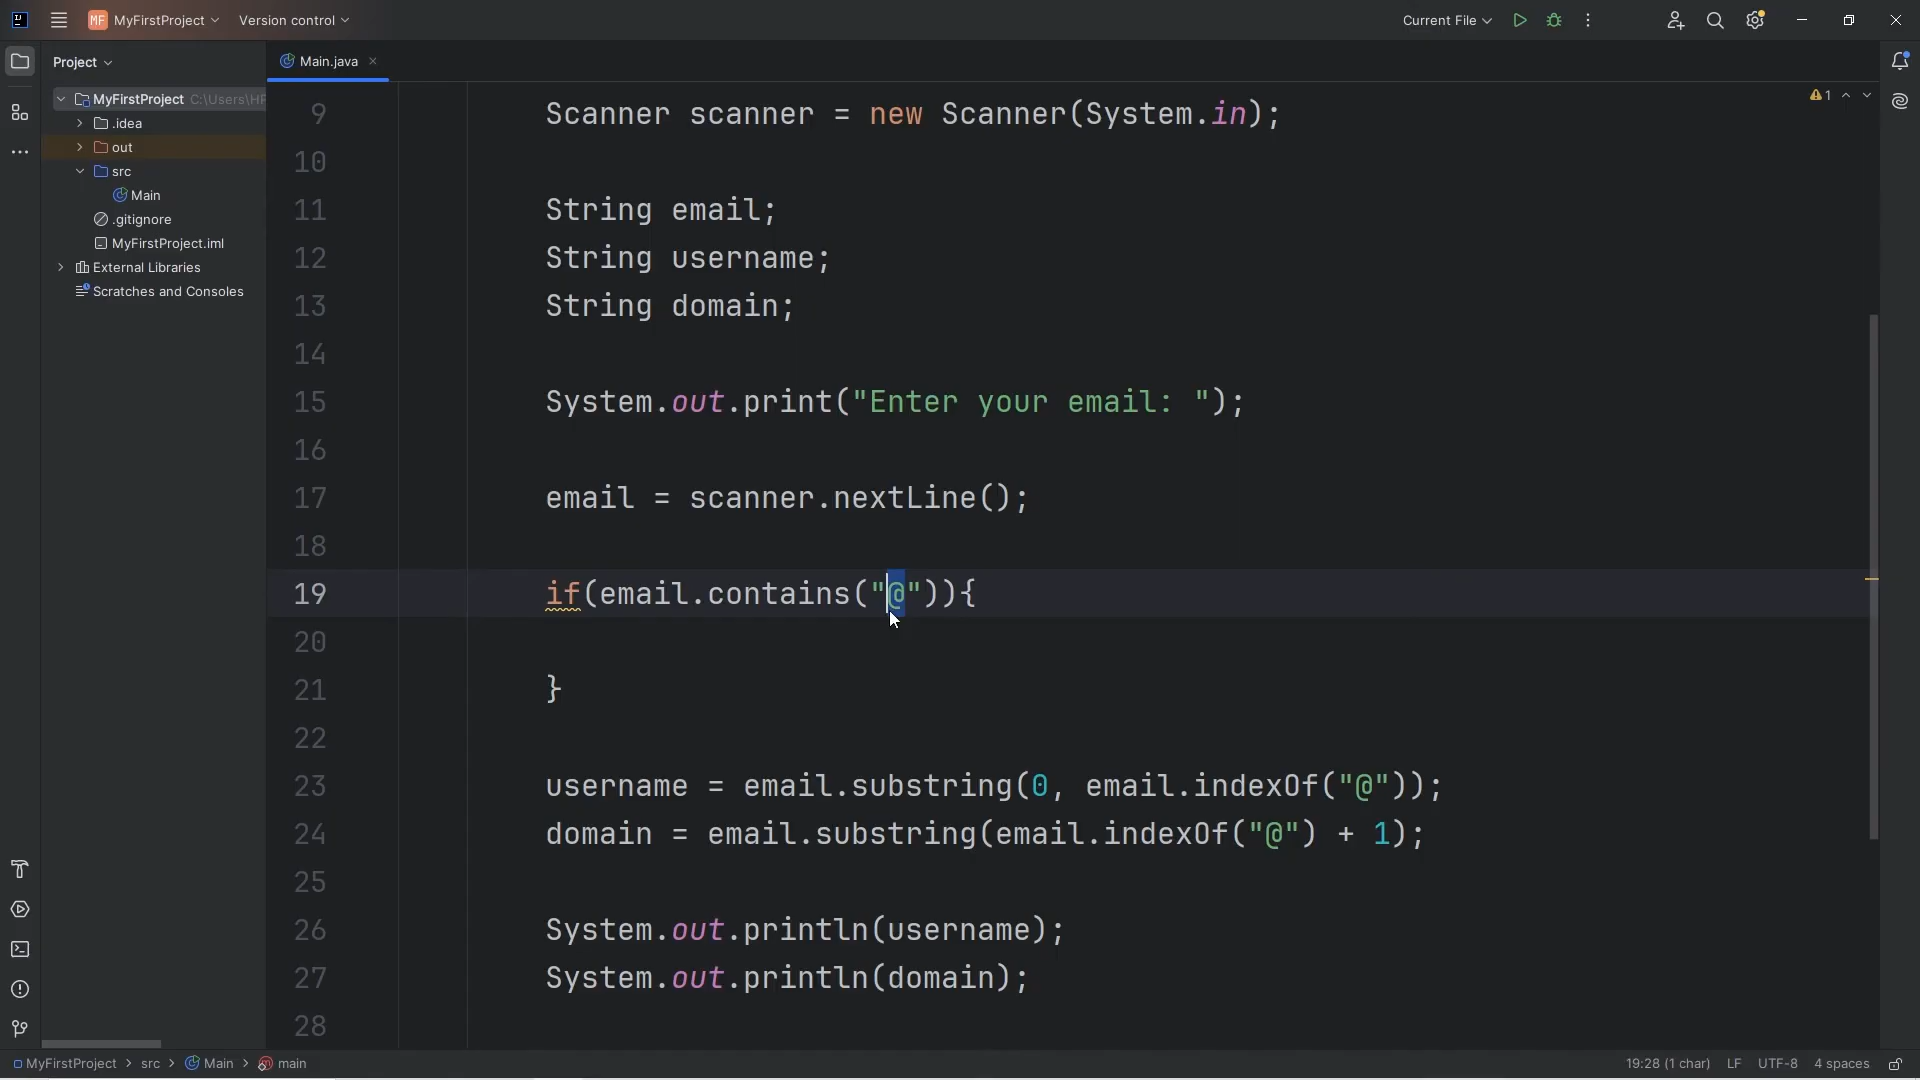 MF MyFirstProject Version control Current File
Project
Main.java
MyFirstProject C:\Users\HP
.idea
out
src
Main
.gitignore
MyFirstProject.iml
External Libraries
Scratches and Consoles
1
9 Scanner scanner = new Scanner(System.in);
10
11 String email;
12 String username;
13 String domain;
14
15 System.out.print("Enter your email: ");
16
17 email = scanner.nextLine();
18
19 if(email.contains("@")){
20
21 }
22
23 username = email.substring(0, email.indexOf("@"));
24 domain = email.substring(email.indexOf("@") + 1);
25
26 System.out.println(username);
27 System.out.println(domain);
28
MyFirstProject > src > Main > main 19:28 (1 char) LF UTF-8 4 spaces